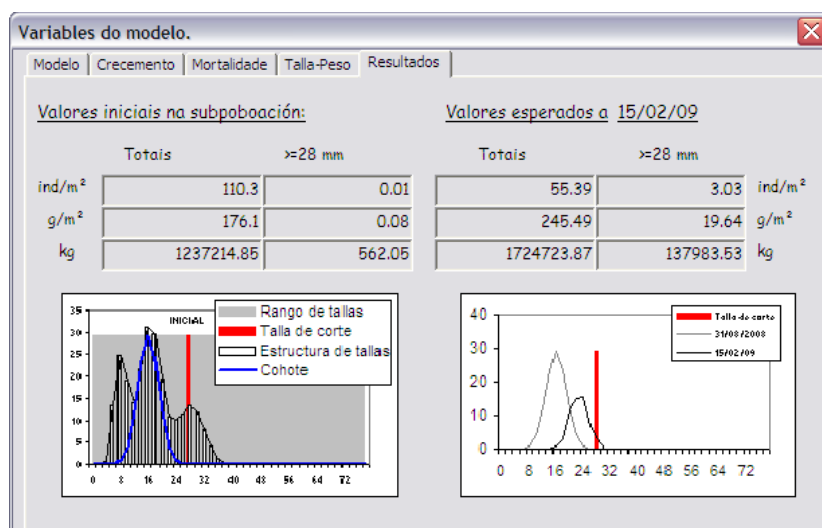 Variables do modelo.
Modelo Crecemento Mortalidade Talla-Peso Resultados
Valores iniciais na subpoboación: Valores esperados a 15/02/09
Totais >=28 mm Totais >=28 mm
ind/m² 110.3 0.01 55.39 3.03 ind/m²
g/m² 176.1 0.08 245.49 19.64 g/m²
kg 1237214.85 562.05 1724723.87 137983.53 kg
INICIAL
Rango de tallas
Talla de corte
Estructura de tallas
Cohote
35
30
25
20
15
10
5
0
0 8 16 24 32 40 48 56 64 72
Talla de corte
31/08/2008
15/02/09
40
30
20
10
0
0 8 16 24 32 40 48 56 64 72